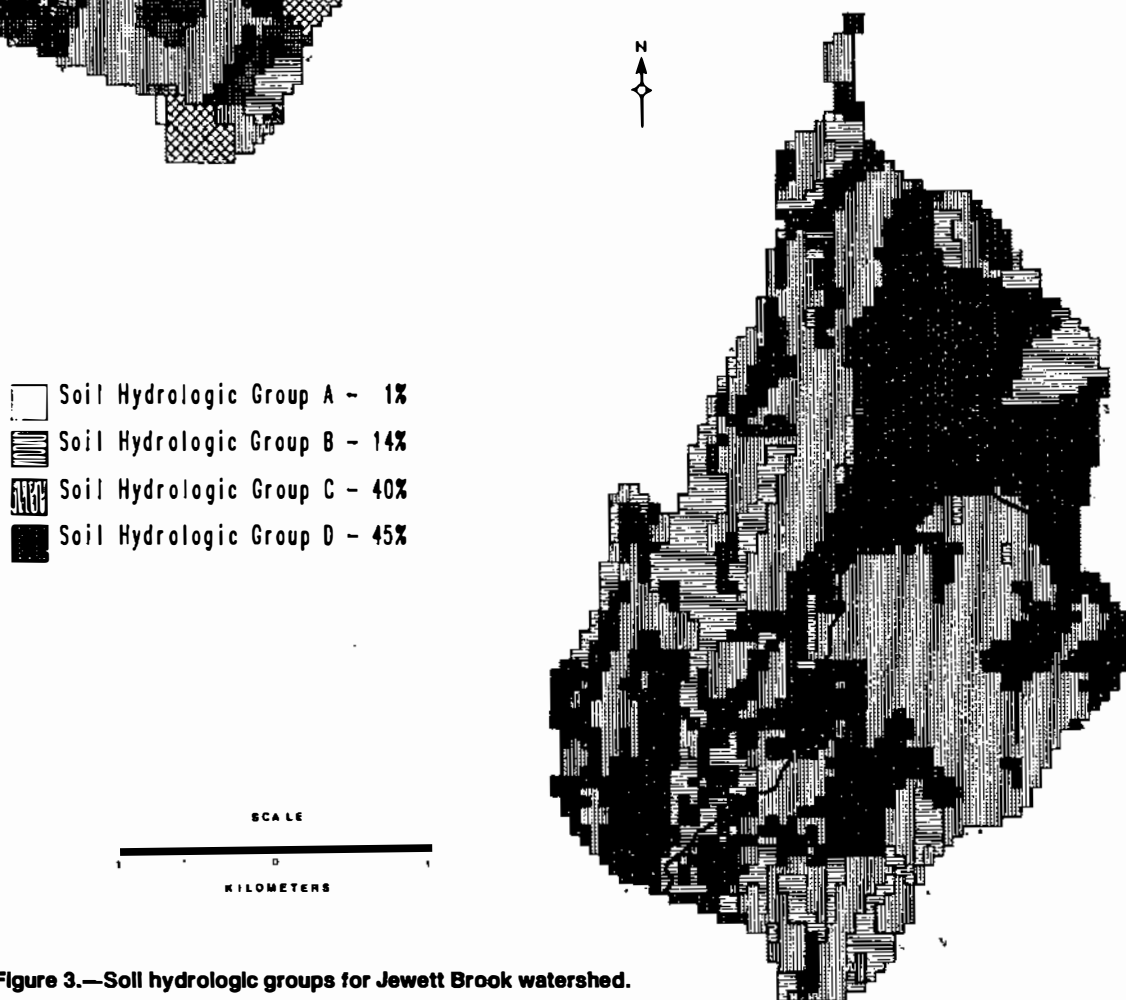 N
Soil Hydrologic Group A - 1%
Soil Hydrologic Group B - 14%
Soil Hydrologic Group C - 40%
Soil Hydrologic Group D - 45%
SCALE
1 0 1
KILOMETERS
Figure 3.—Soil hydrologic groups for Jewett Brook watershed.